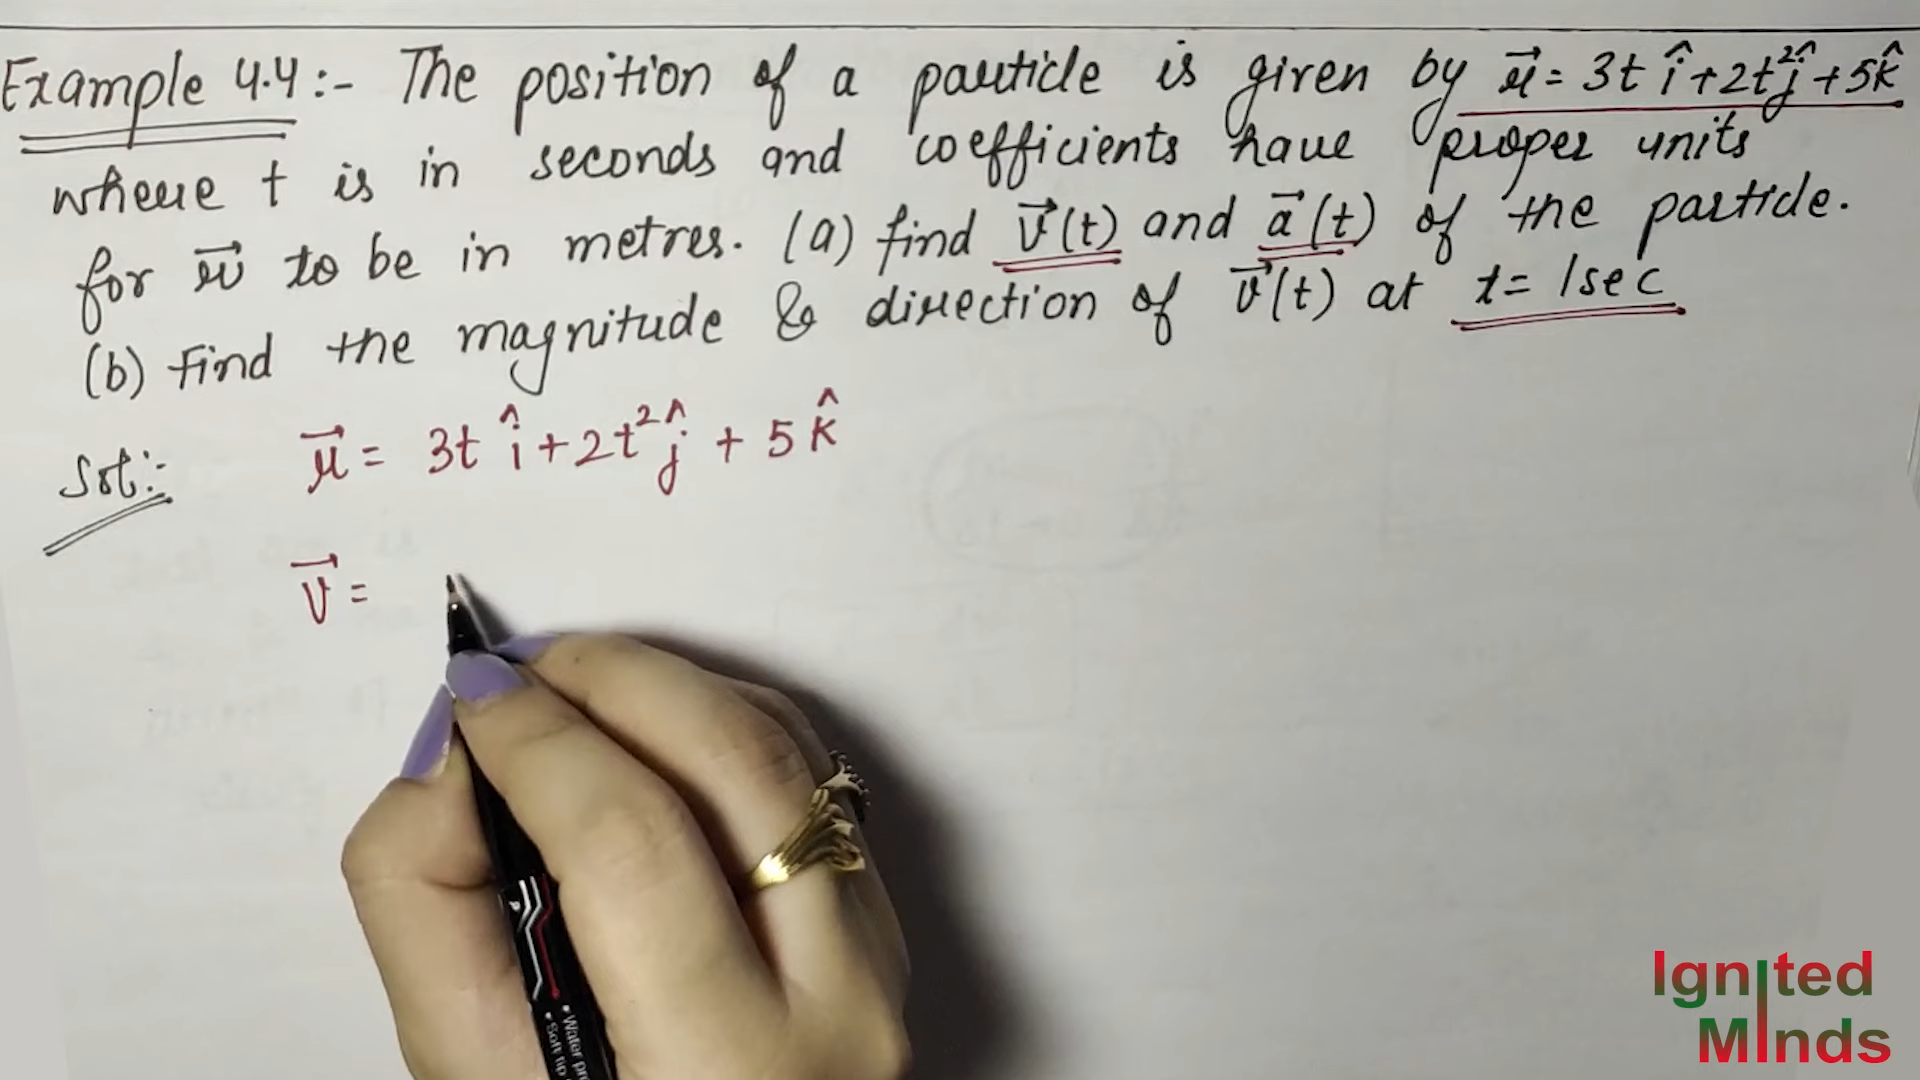 Example 4.4:- The position of a particle is given by r⃗ = 3t î + 2t² ĵ + 5k̂
where t is in seconds and coefficients have proper units
for r⃗ to be in metres. (a) find v⃗(t) and a⃗(t) of the particle.
(b) Find the magnitude & direction of v⃗(t) at t = 1sec
Sol:- r⃗ = 3t î + 2t² ĵ + 5 k̂
v⃗ =
Ignited
Minds